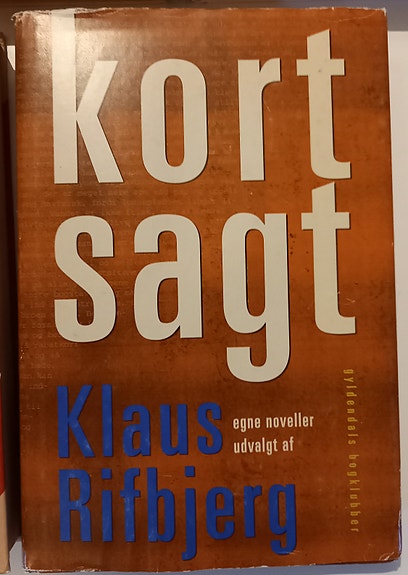 kort
sagt
egne noveller
udvalgt af
Klaus
Rifbjerg
gyldendals bogklubber